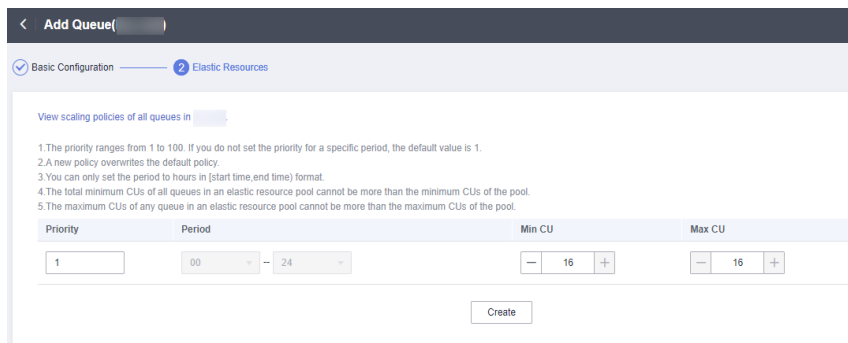 Add Queue( )
Basic Configuration 2 Elastic Resources
View scaling policies of all queues in .
1.The priority ranges from 1 to 100. If you do not set the priority for a specific period, the default value is 1.
2.A new policy overwrites the default policy.
3.You can only set the period to hours in [start time,end time) format.
4.The total minimum CUs of all queues in an elastic resource pool cannot be more than the minimum CUs of the pool.
5.The maximum CUs of any queue in an elastic resource pool cannot be more than the maximum CUs of the pool.
Priority Period Min CU Max CU
1 00 -- 24 — 16 + — 16 +
Create